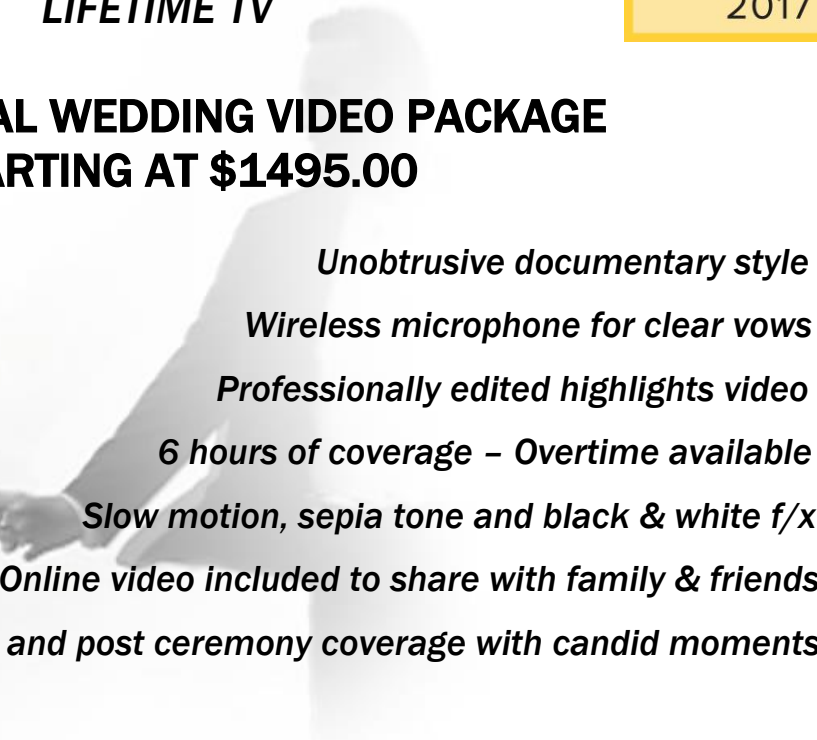 LIFETIME TV
2017
AL WEDDING VIDEO PACKAGE
ARTING AT $1495.00
Unobtrusive documentary style
Wireless microphone for clear vows
Professionally edited highlights video
6 hours of coverage – Overtime available
Slow motion, sepia tone and black & white f/x
Online video included to share with family & friends
and post ceremony coverage with candid moments